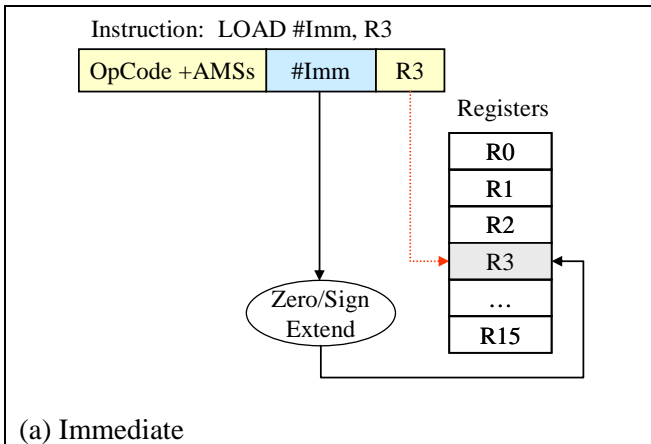 Instruction: LOAD #Imm, R3
OpCode +AMSs #Imm R3
Registers
R0
R1
R2
R3
...
R15
Zero/Sign
Extend
(a) Immediate